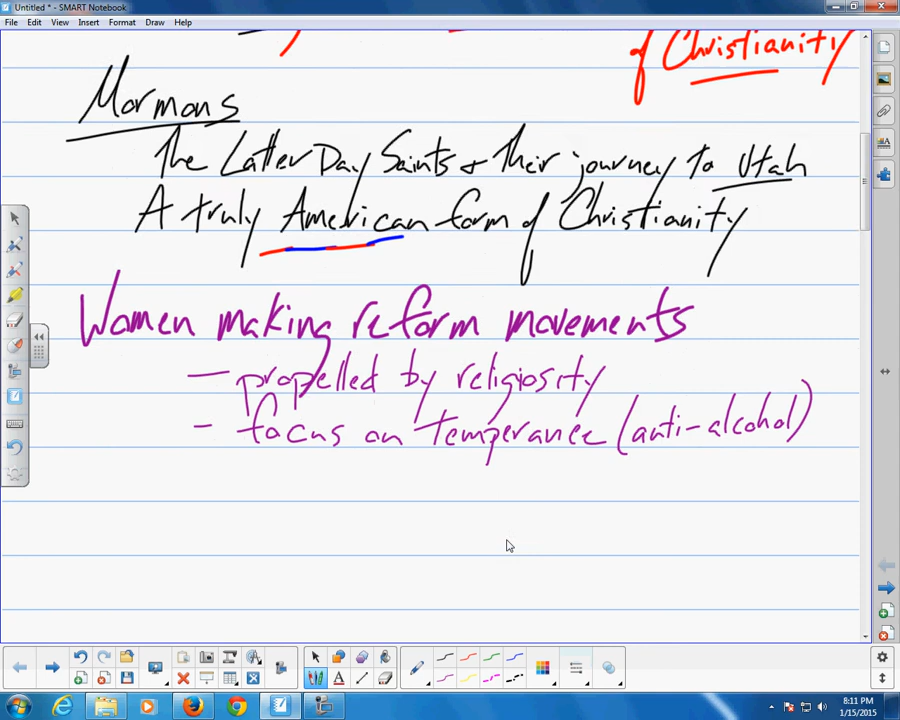 Untitled * - SMART Notebook
File Edit View Insert Format Draw Help
of Christianity
Mormons
The Latter Day Saints & their journey to Utah
A truly American form of Christianity
Women making reform movements
— propelled by religiosity
- focus on temperance (anti-alcohol)
8:11 PM
1/15/2015